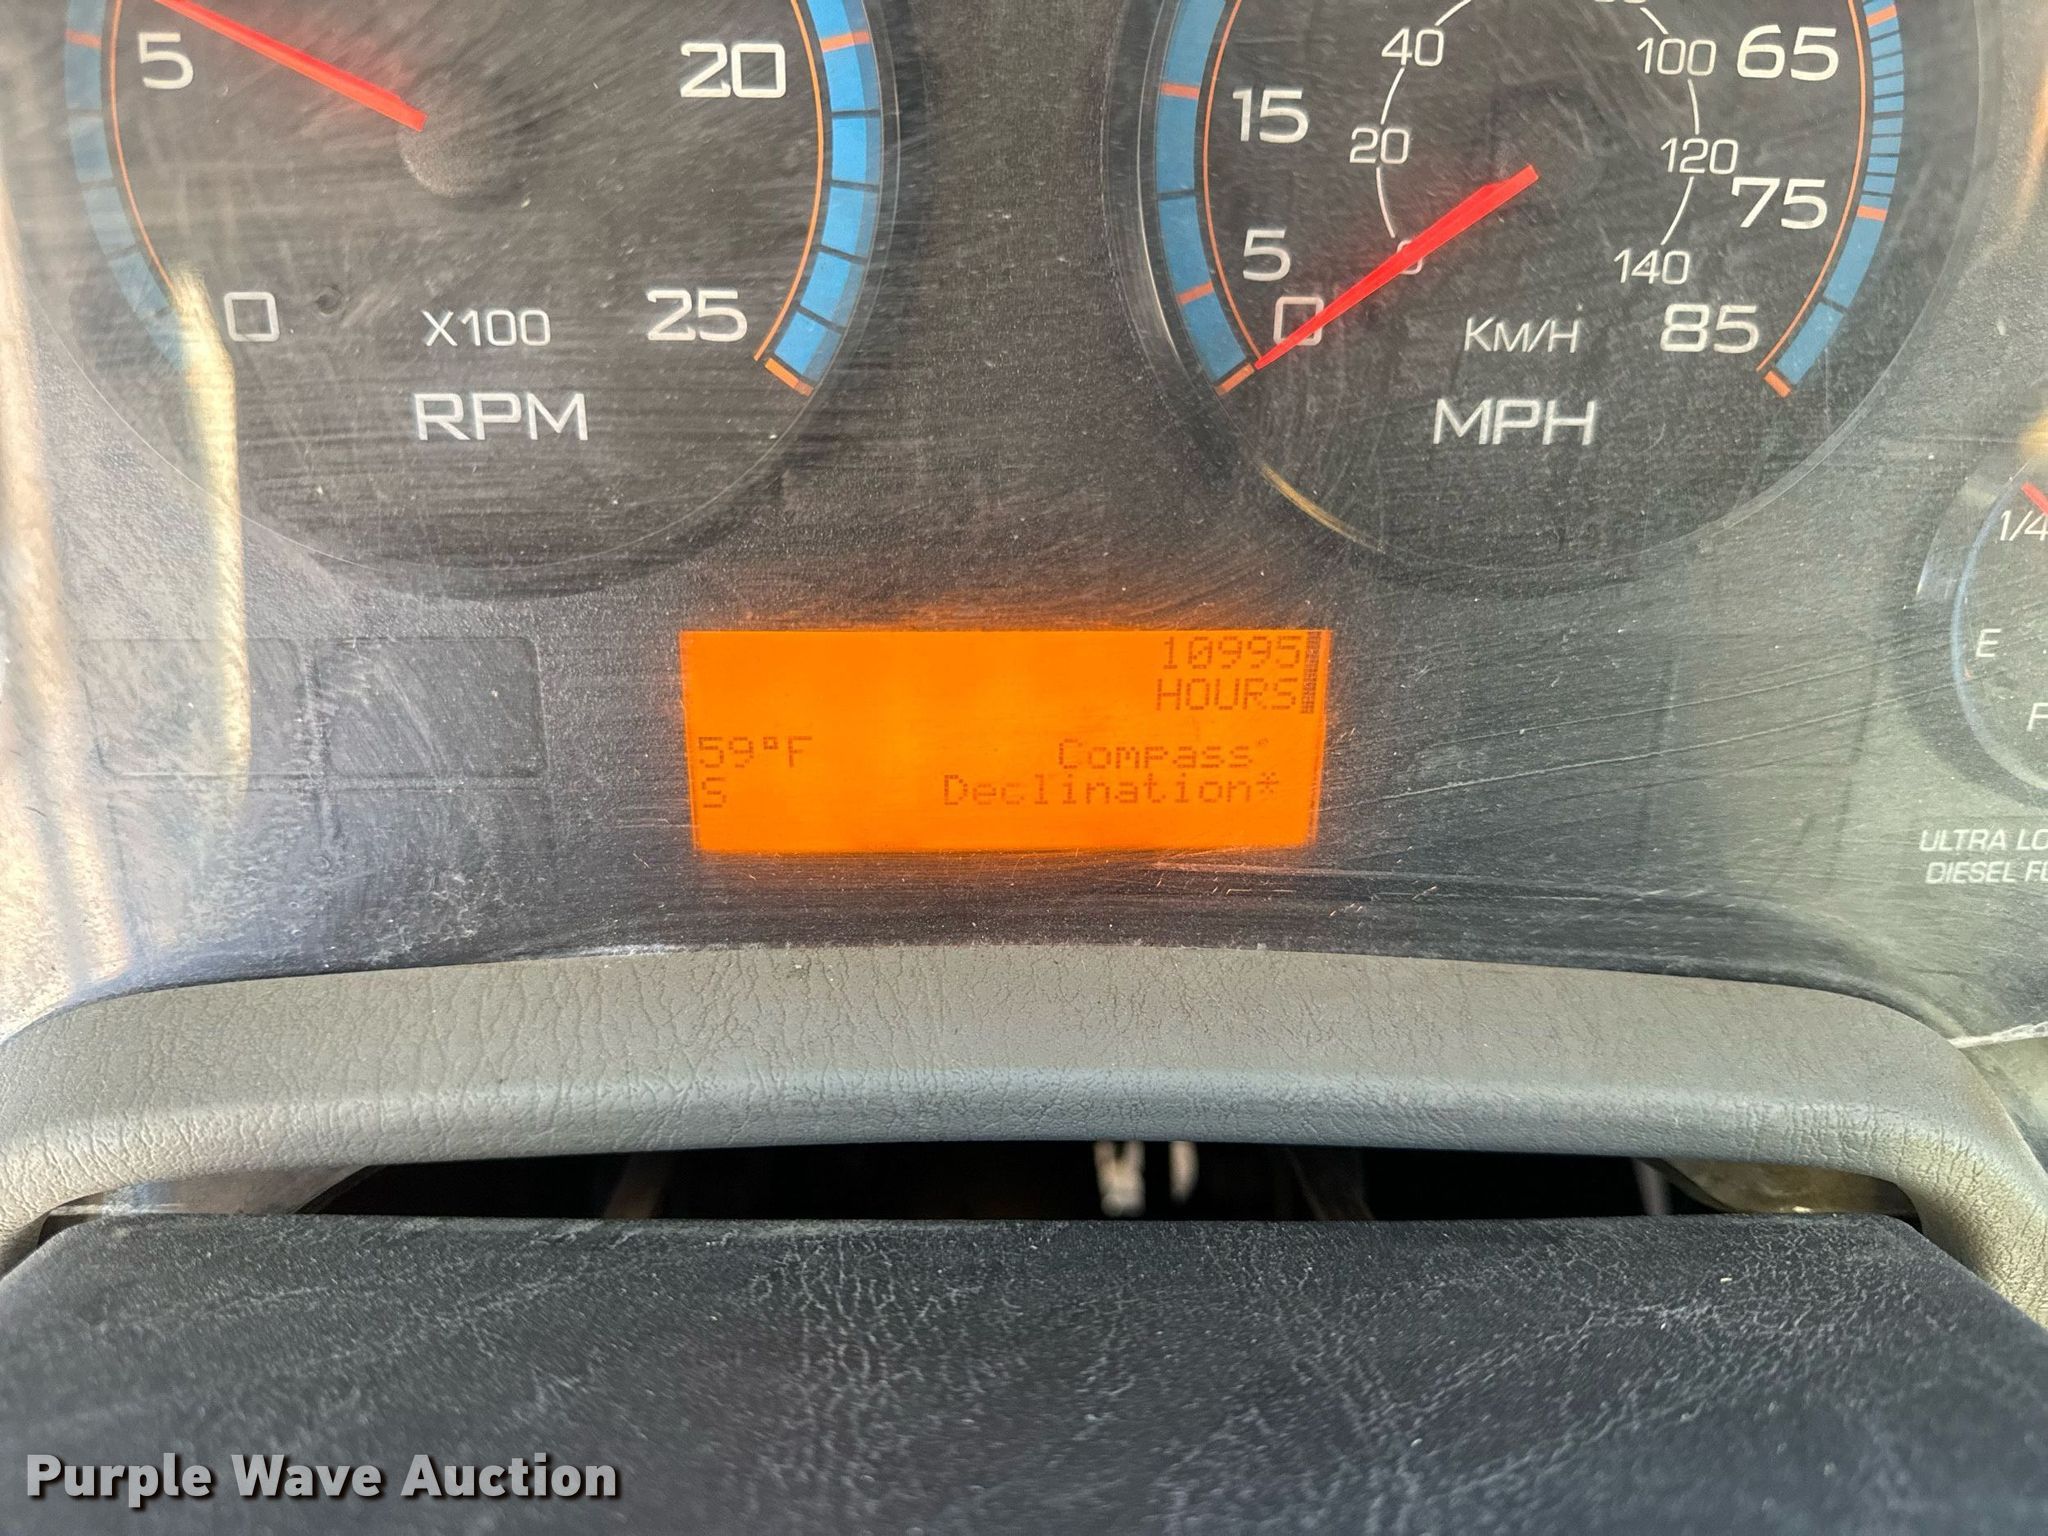 5
20
0
25
X100
RPM
40
100
65
15
20
120
75
5
0
140
0
85
KM/H
MPH
1/4
E
F
10995
HOURS
59°F
Compass
S
Declination*
ULTRA LO
DIESEL FU
Purple Wave Auction